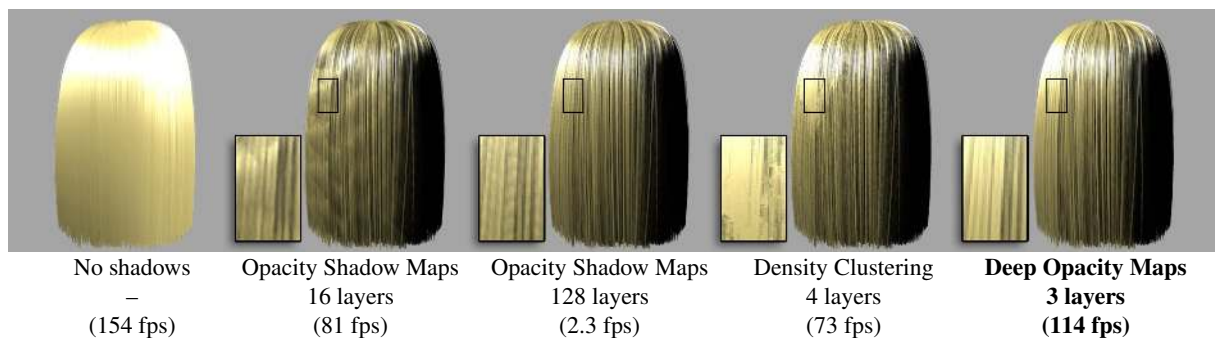 No shadows
–
(154 fps)
Opacity Shadow Maps
16 layers
(81 fps)
Opacity Shadow Maps
128 layers
(2.3 fps)
Density Clustering
4 layers
(73 fps)
Deep Opacity Maps
3 layers
(114 fps)